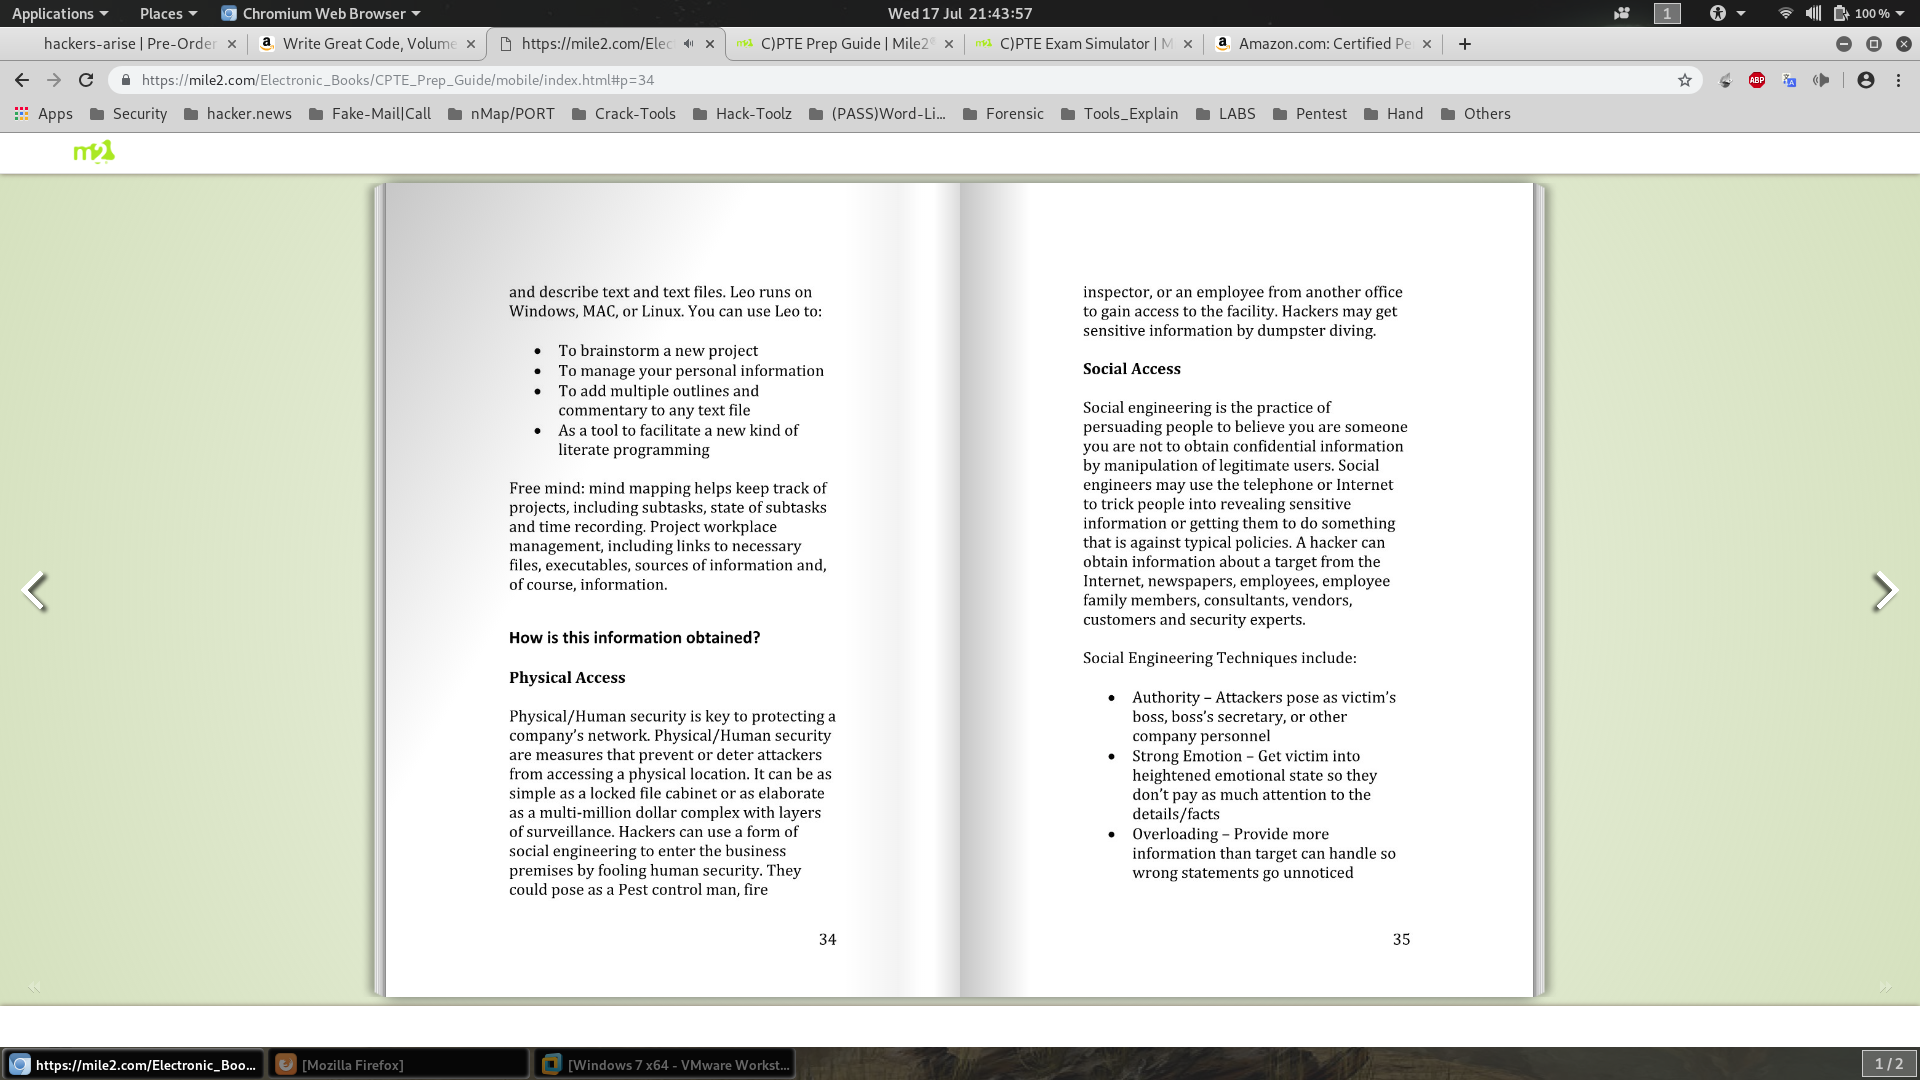 Applications Places Chromium Web Browser Wed 17 Jul 21:43:57 1 100 %
hackers-arise | Pre-Order Write Great Code, Volume https://mile2.com/Elec C)PTE Prep Guide | Mile2 C)PTE Exam Simulator | M Amazon.com: Certified Pe
https://mile2.com/Electronic_Books/CPTE_Prep_Guide/mobile/index.html#p=34 ABP
Apps Security hacker.news Fake-Mail|Call nMap/PORT Crack-Tools Hack-Toolz (PASS)Word-Li... Forensic Tools_Explain LABS Pentest Hand Others
m2
and describe text and text files. Leo runs on
Windows, MAC, or Linux. You can use Leo to:
• To brainstorm a new project
• To manage your personal information
• To add multiple outlines and
commentary to any text file
• As a tool to facilitate a new kind of
literate programming
Free mind: mind mapping helps keep track of
projects, including subtasks, state of subtasks
and time recording. Project workplace
management, including links to necessary
files, executables, sources of information and,
of course, information.
How is this information obtained?
Physical Access
Physical/Human security is key to protecting a
company's network. Physical/Human security
are measures that prevent or deter attackers
from accessing a physical location. It can be as
simple as a locked file cabinet or as elaborate
as a multi-million dollar complex with layers
of surveillance. Hackers can use a form of
social engineering to enter the business
premises by fooling human security. They
could pose as a Pest control man, fire
34
inspector, or an employee from another office
to gain access to the facility. Hackers may get
sensitive information by dumpster diving.
Social Access
Social engineering is the practice of
persuading people to believe you are someone
you are not to obtain confidential information
by manipulation of legitimate users. Social
engineers may use the telephone or Internet
to trick people into revealing sensitive
information or getting them to do something
that is against typical policies. A hacker can
obtain information about a target from the
Internet, newspapers, employees, employee
family members, consultants, vendors,
customers and security experts.
Social Engineering Techniques include:
• Authority – Attackers pose as victim's
boss, boss's secretary, or other
company personnel
• Strong Emotion – Get victim into
heightened emotional state so they
don't pay as much attention to the
details/facts
• Overloading – Provide more
information than target can handle so
wrong statements go unnoticed
35
https://mile2.com/Electronic_Boo... [Mozilla Firefox] [Windows 7 x64 - VMware Workst... 1 / 2